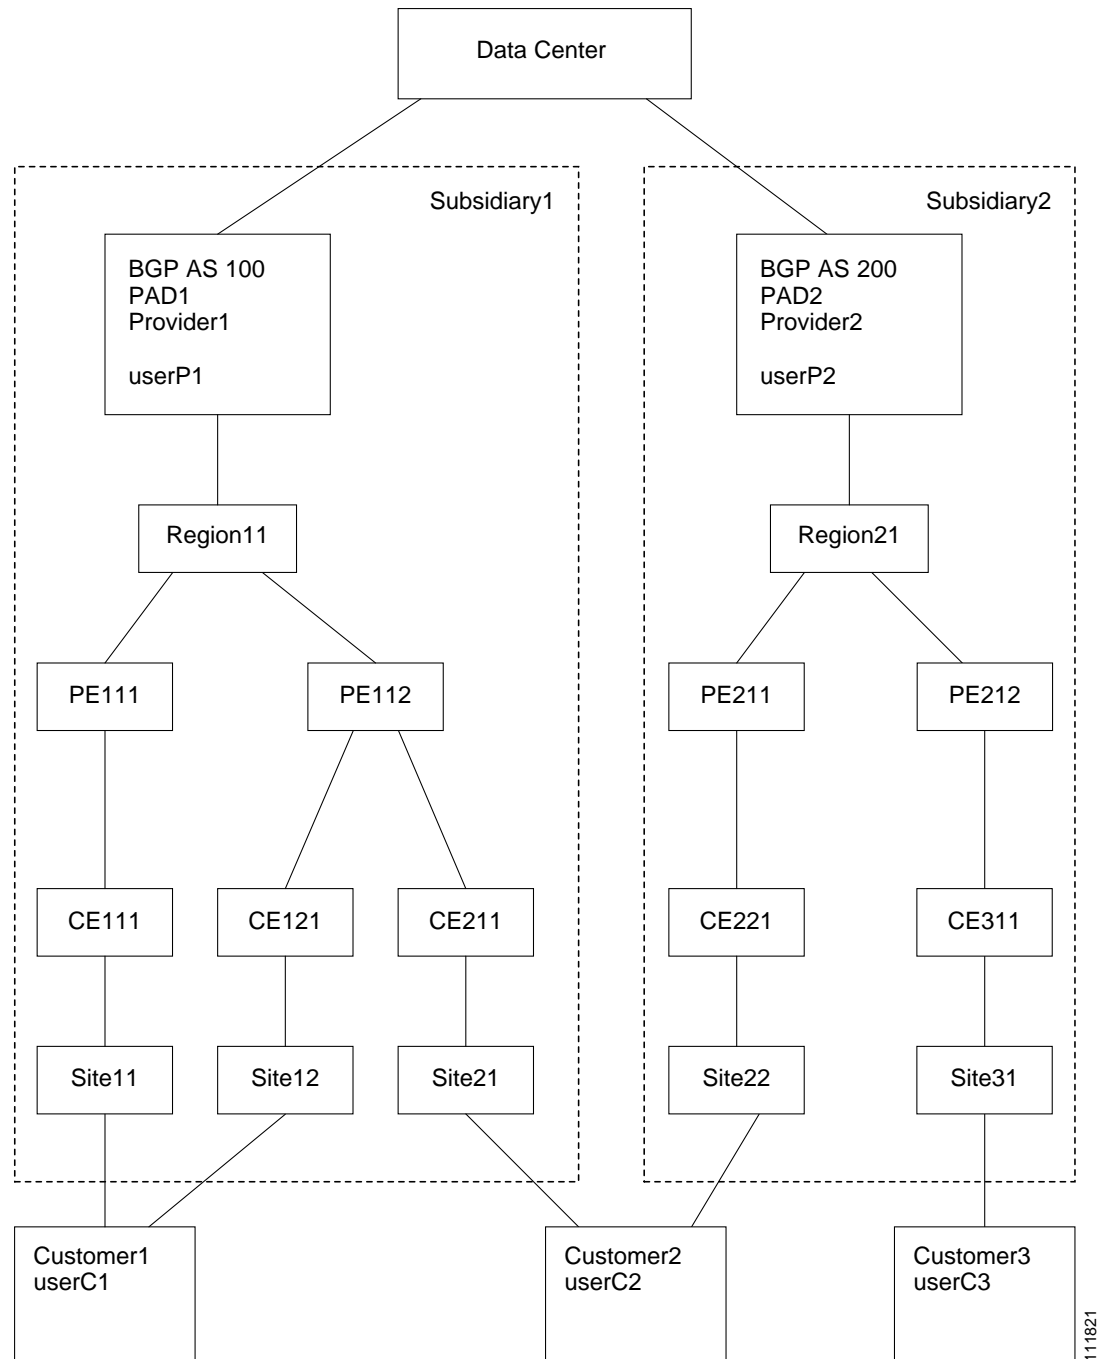 Data Center
Subsidiary1
Subsidiary2
BGP AS 100
PAD1
Provider1
userP1
BGP AS 200
PAD2
Provider2
userP2
Region11
Region21
PE111
PE112
PE211
PE212
CE111
CE121
CE211
CE221
CE311
Site11
Site12
Site21
Site22
Site31
Customer1
userC1
Customer2
userC2
Customer3
userC3
111821